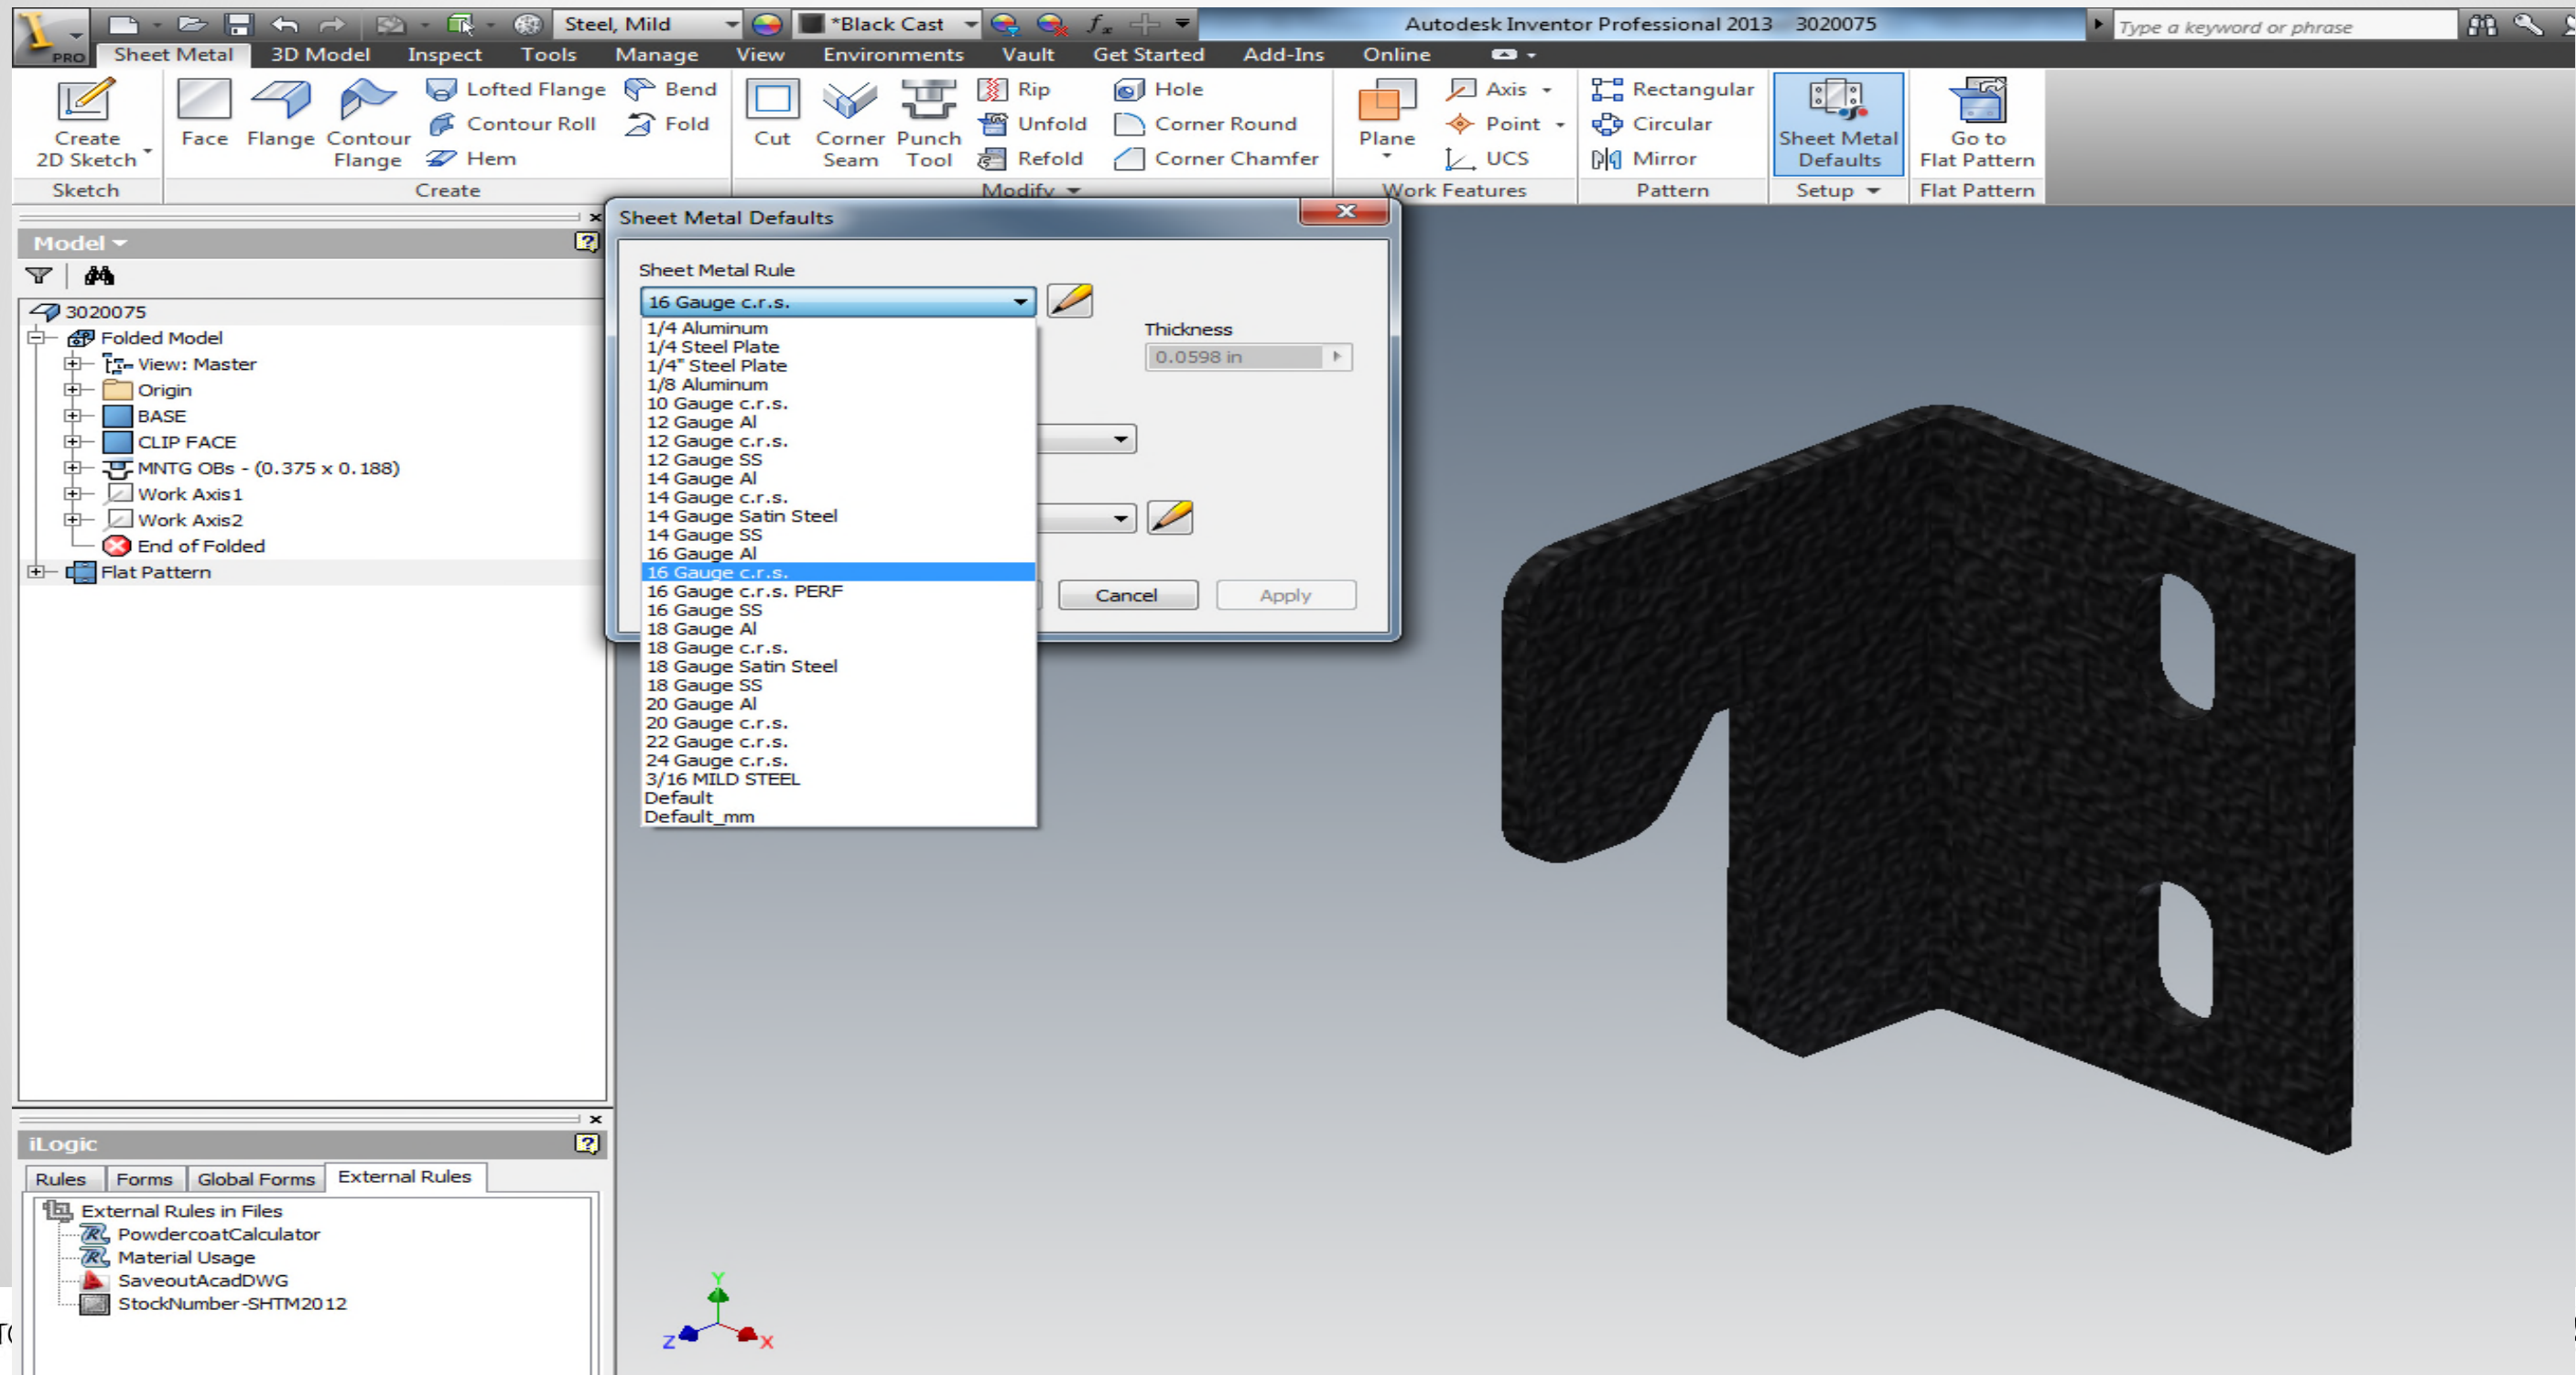 Steel, Mild
*Black Cast
fx
Autodesk Inventor Professional 2013 3020075
Type a keyword or phrase
PRO
Sheet Metal 3D Model Inspect Tools Manage View Environments Vault Get Started Add-Ins Online
Create 2D Sketch
Face
Flange
Contour Flange
Lofted Flange
Contour Roll
Hem
Bend
Fold
Cut
Corner Seam
Punch Tool
Rip
Unfold
Refold
Hole
Corner Round
Corner Chamfer
Plane
Axis
Point
UCS
Rectangular
Circular
Mirror
Sheet Metal Defaults
Go to Flat Pattern
Sketch Create Modify Work Features Pattern Setup Flat Pattern
Model
3020075
Folded Model
View: Master
Origin
BASE
CLIP FACE
MNTG OBs - (0.375 x 0.188)
Work Axis1
Work Axis2
End of Folded
Flat Pattern
Sheet Metal Defaults
Sheet Metal Rule
16 Gauge c.r.s.
1/4 Aluminum
1/4 Steel Plate
1/4" Steel Plate
1/8 Aluminum
10 Gauge c.r.s.
12 Gauge Al
12 Gauge c.r.s.
12 Gauge SS
14 Gauge Al
14 Gauge c.r.s.
14 Gauge Satin Steel
14 Gauge SS
16 Gauge Al
16 Gauge c.r.s.
16 Gauge c.r.s. PERF
16 Gauge SS
18 Gauge Al
18 Gauge c.r.s.
18 Gauge Satin Steel
18 Gauge SS
20 Gauge Al
20 Gauge c.r.s.
22 Gauge c.r.s.
24 Gauge c.r.s.
3/16 MILD STEEL
Default
Default_mm
Thickness
0.0598 in
Cancel
Apply
iLogic
Rules Forms Global Forms External Rules
External Rules in Files
PowdercoatCalculator
Material Usage
SaveoutAcadDWG
StockNumber-SHTM2012
Y
Z
X